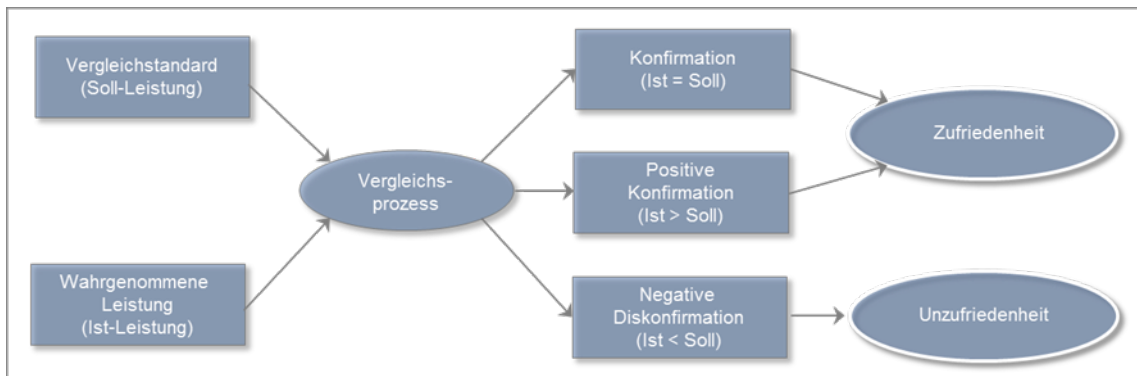 Vergleichstandard
(Soll-Leistung)
Wahrgenommene
Leistung
(Ist-Leistung)
Vergleichs-
prozess
Konfirmation
(Ist = Soll)
Positive
Konfirmation
(Ist > Soll)
Negative
Diskonfirmation
(Ist < Soll)
Zufriedenheit
Unzufriedenheit